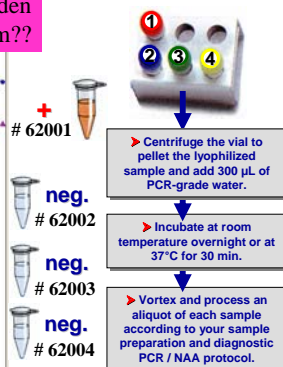 den
m??
1
2
3
4
+
# 62001
neg.
# 62002
neg.
# 62003
neg.
# 62004
➤ Centrifuge the vial to
pellet the lyophilized
sample and add 300 µL of
PCR-grade water.
➤ Incubate at room
temperature overnight or at
37°C for 30 min.
➤ Vortex and process an
aliquot of each sample
according to your sample
preparation and diagnostic
PCR / NAA protocol.